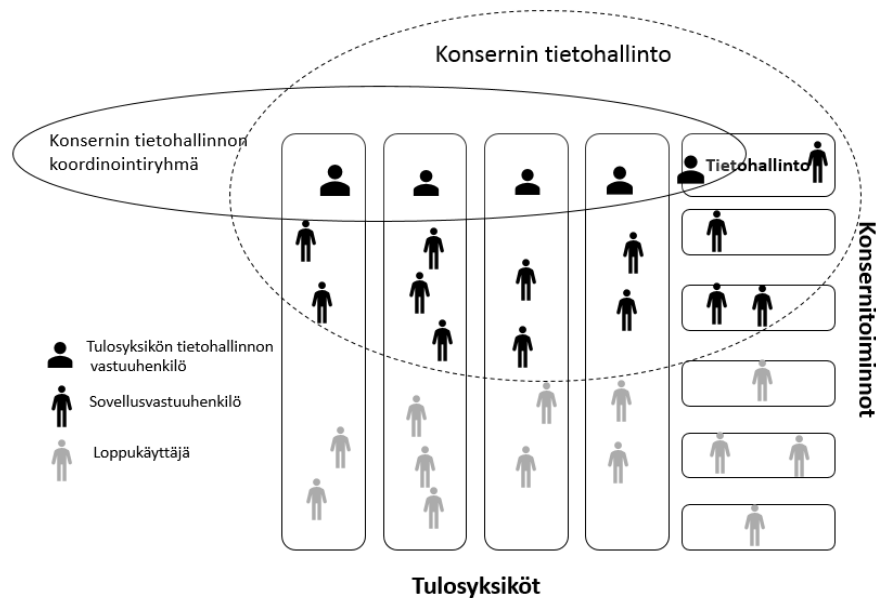 Konsernin tietohallinto
Konsernin tietohallinnon
koordinointiryhmä
Tietohallinto
Konsernitoiminnot
Tulosyksikön tietohallinnon
vastuuhenkilö
Sovellusvastuuhenkilö
Loppukäyttäjä
Tulosyksiköt